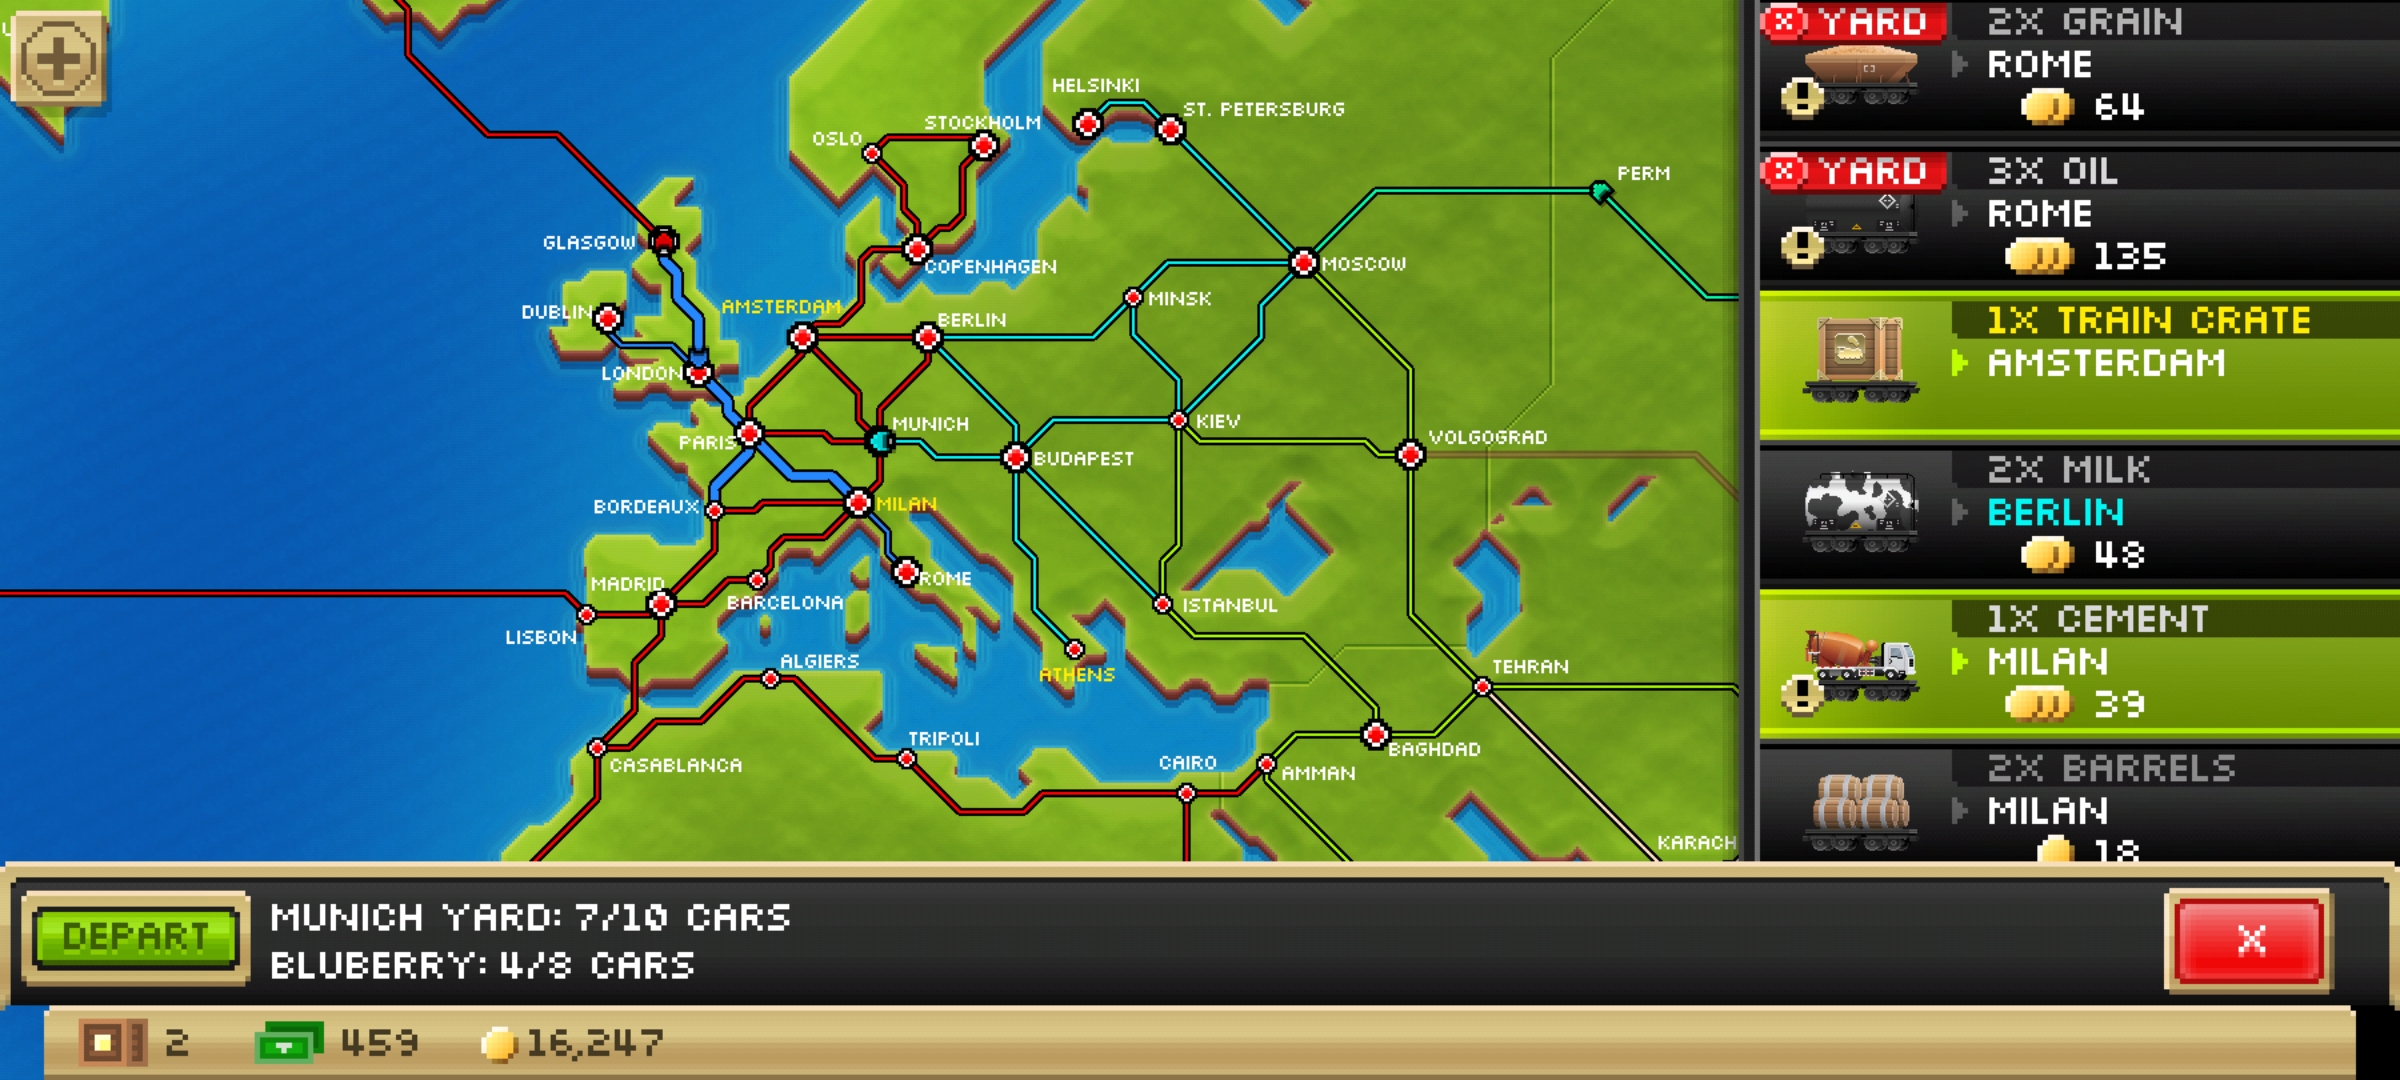 HELSINKI
ST. PETERSBURG
STOCKHOLM
OSLO
PERM
GLASGOW
COPENHAGEN
MOSCOW
DUBLIN
AMSTERDAM
BERLIN
MINSK
LONDON
PARIS
MUNICH
KIEV
BUDAPEST
VOLGOGRAD
BORDEAUX
MILAN
MADRID
BARCELONA
ROME
ISTANBUL
LISBON
ALGIERS
ATHENS
TEHRAN
CASABLANCA
TRIPOLI
CAIRO
AMMAN
BAGHDAD
KARACH
YARD 2X GRAIN
ROME
64
YARD 3X OIL
ROME
135
1X TRAIN CRATE
AMSTERDAM
2X MILK
BERLIN
48
1X CEMENT
MILAN
39
2X BARRELS
MILAN
18
DEPART
MUNICH YARD: 7/10 CARS
BLUBERRY: 4/8 CARS
X
2
459
16,247